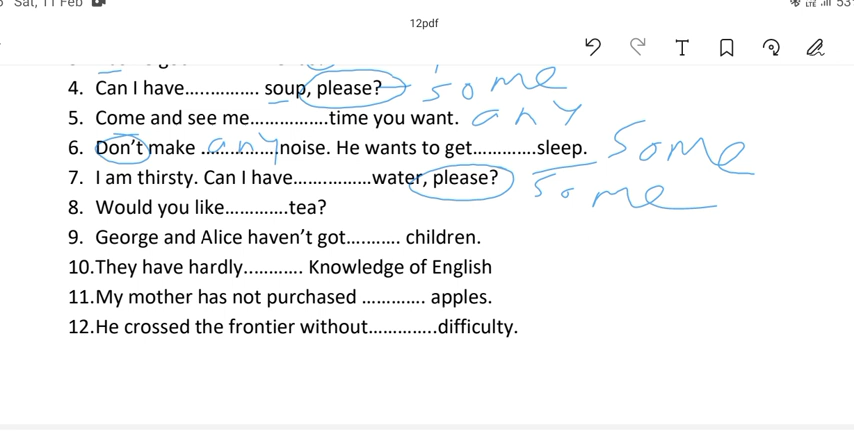 Sat, 11 Feb
LTE
53
12pdf
T
4. Can I have.............. soup, please? some
5. Come and see me...............time you want. any
6. Don't make any noise. He wants to get............sleep. some
7. I am thirsty. Can I have...............water, please? some
8. Would you like............tea?
9. George and Alice haven't got........... children.
10.They have hardly............ Knowledge of English
11.My mother has not purchased ............. apples.
12.He crossed the frontier without..............difficulty.